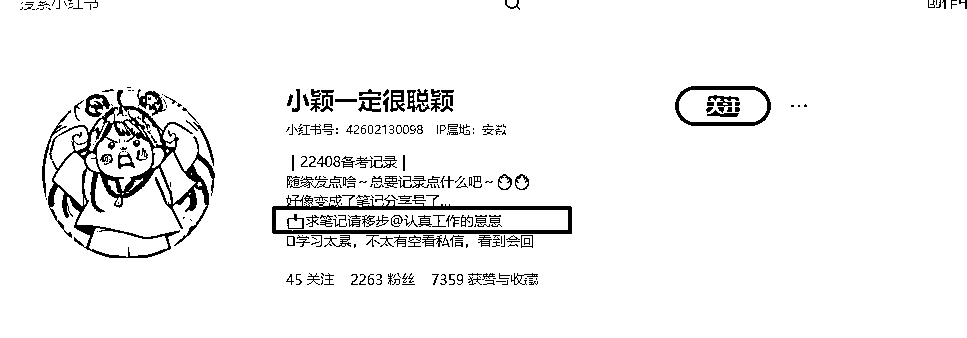 搜索小红书
创作中
小颖一定很聪颖
关注
小红书号：42602130098 IP属地：安徽
| 22408备考记录 |
随缘发点啥~总要记录点什么吧~
好像变成了笔记分享号了...
求笔记请移步@认真工作的崽崽
学习太累，不太有空看私信，看到会回
45 关注 2263 粉丝 7359 获赞与收藏